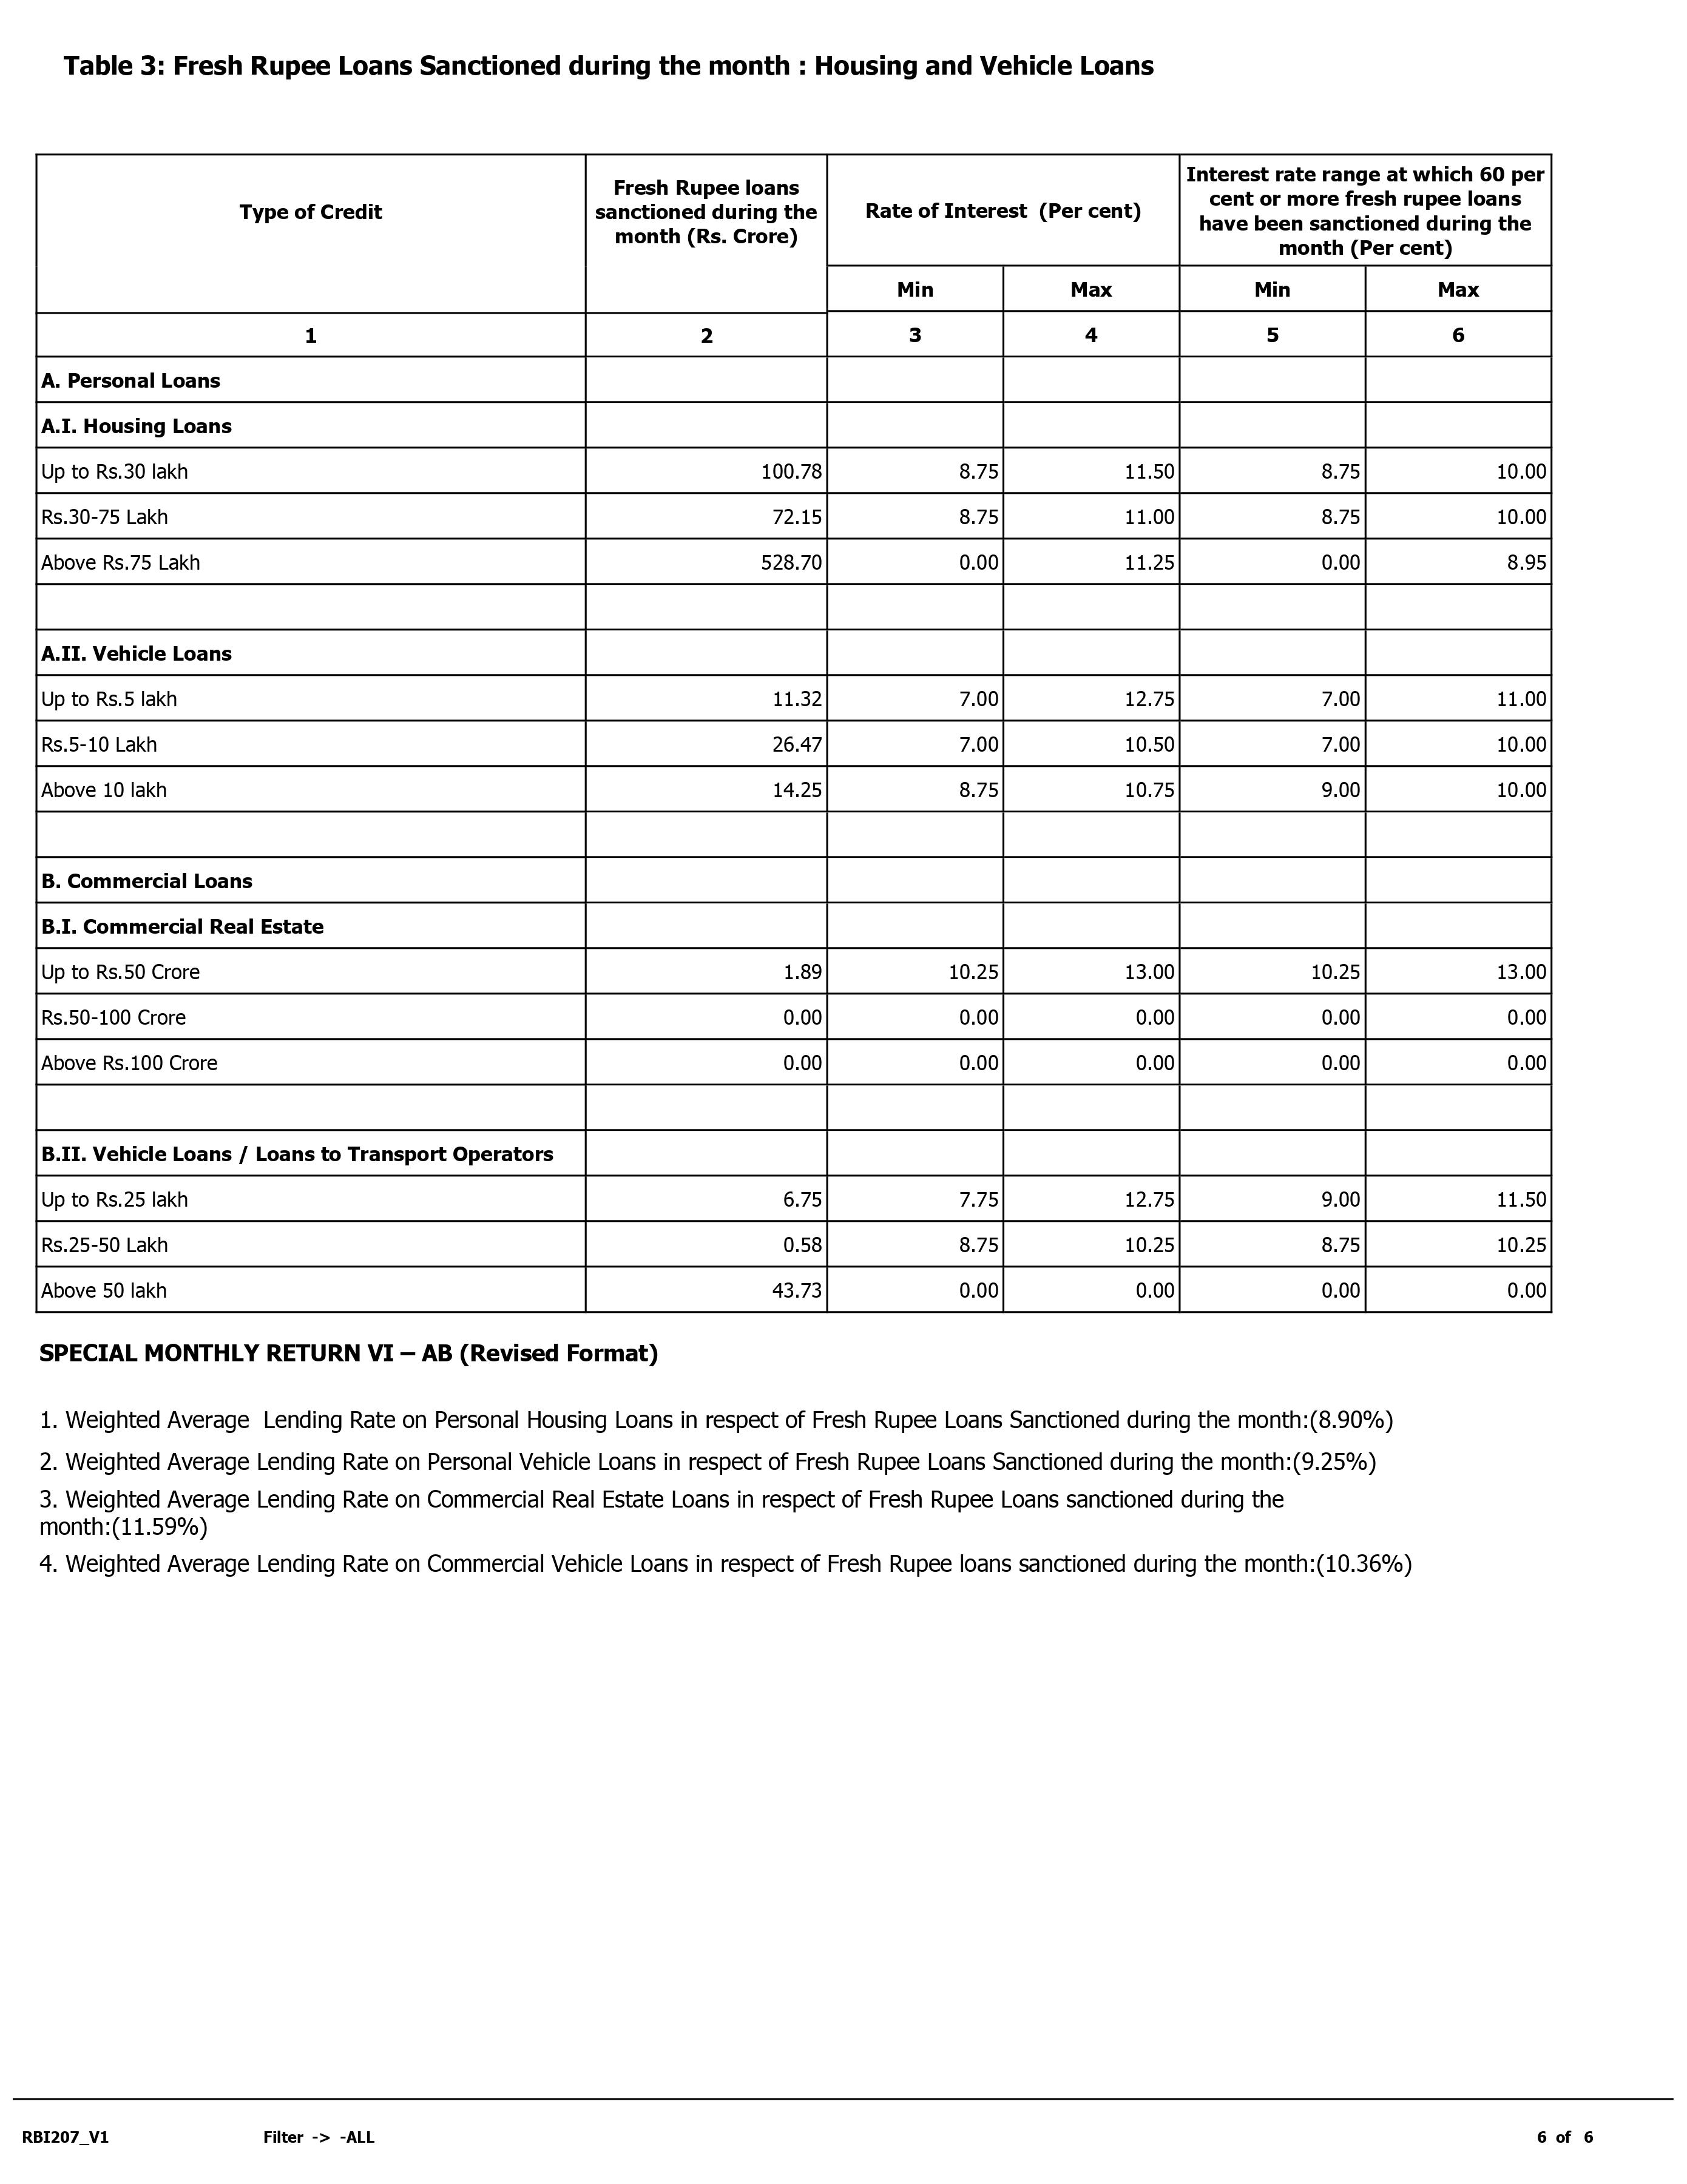 Table 3: Fresh Rupee Loans Sanctioned during the month : Housing and Vehicle Loans
Type of Credit
Fresh Rupee loans
sanctioned during the
month (Rs. Crore)
Rate of Interest (Per cent)
Interest rate range at which 60 per
cent or more fresh rupee loans
have been sanctioned during the
month (Per cent)
Min Max Min Max
1 2 3 4 5 6
A. Personal Loans
A.I. Housing Loans
Up to Rs.30 lakh 100.78 8.75 11.50 8.75 10.00
Rs.30-75 Lakh 72.15 8.75 11.00 8.75 10.00
Above Rs.75 Lakh 528.70 0.00 11.25 0.00 8.95
A.II. Vehicle Loans
Up to Rs.5 lakh 11.32 7.00 12.75 7.00 11.00
Rs.5-10 Lakh 26.47 7.00 10.50 7.00 10.00
Above 10 lakh 14.25 8.75 10.75 9.00 10.00
B. Commercial Loans
B.I. Commercial Real Estate
Up to Rs.50 Crore 1.89 10.25 13.00 10.25 13.00
Rs.50-100 Crore 0.00 0.00 0.00 0.00 0.00
Above Rs.100 Crore 0.00 0.00 0.00 0.00 0.00
B.II. Vehicle Loans / Loans to Transport Operators
Up to Rs.25 lakh 6.75 7.75 12.75 9.00 11.50
Rs.25-50 Lakh 0.58 8.75 10.25 8.75 10.25
Above 50 lakh 43.73 0.00 0.00 0.00 0.00
SPECIAL MONTHLY RETURN VI – AB (Revised Format)
1. Weighted Average Lending Rate on Personal Housing Loans in respect of Fresh Rupee Loans Sanctioned during the month:(8.90%)
2. Weighted Average Lending Rate on Personal Vehicle Loans in respect of Fresh Rupee Loans Sanctioned during the month:(9.25%)
3. Weighted Average Lending Rate on Commercial Real Estate Loans in respect of Fresh Rupee Loans sanctioned during the
month:(11.59%)
4. Weighted Average Lending Rate on Commercial Vehicle Loans in respect of Fresh Rupee loans sanctioned during the month:(10.36%)
RBI207_V1 Filter -> -ALL 6 of 6